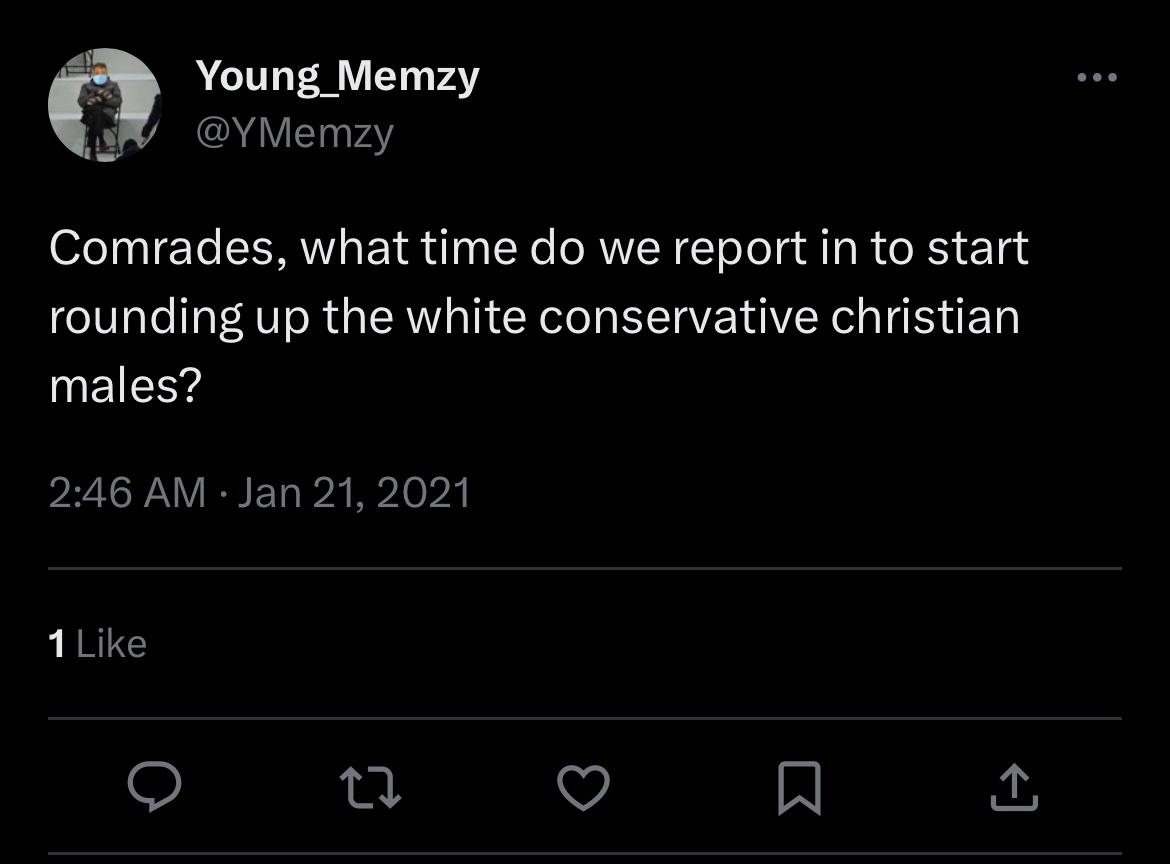 Young_Memzy
@YMemzy
Comrades, what time do we report in to start
rounding up the white conservative christian
males?
2:46 AM · Jan 21, 2021
1 Like